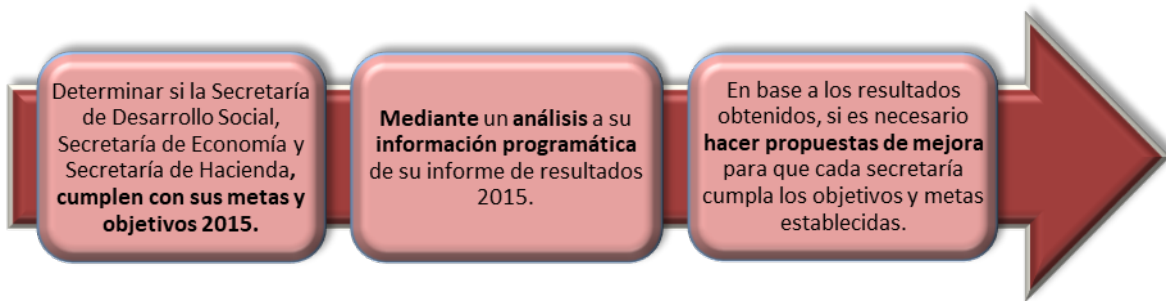 Determinar si la Secretaría
de Desarrollo Social,
Secretaría de Economía y
Secretaría de Hacienda,
cumplen con sus metas y
objetivos 2015.
Mediante un análisis a su
información programática
de su informe de resultados
2015.
En base a los resultados
obtenidos, si es necesario
hacer propuestas de mejora
para que cada secretaría
cumpla los objetivos y metas
establecidas.